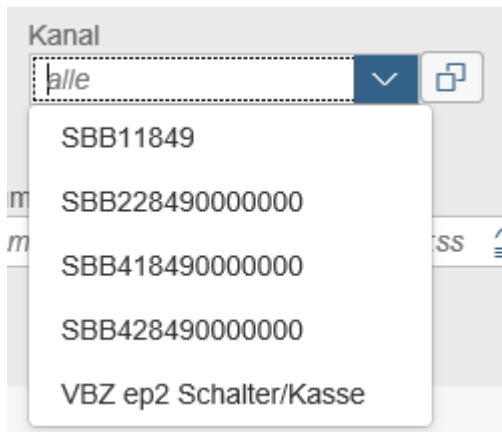 Kanal
alle
SBB11849
SBB228490000000
SBB418490000000
SBB428490000000
VBZ ep2 Schalter/Kasse